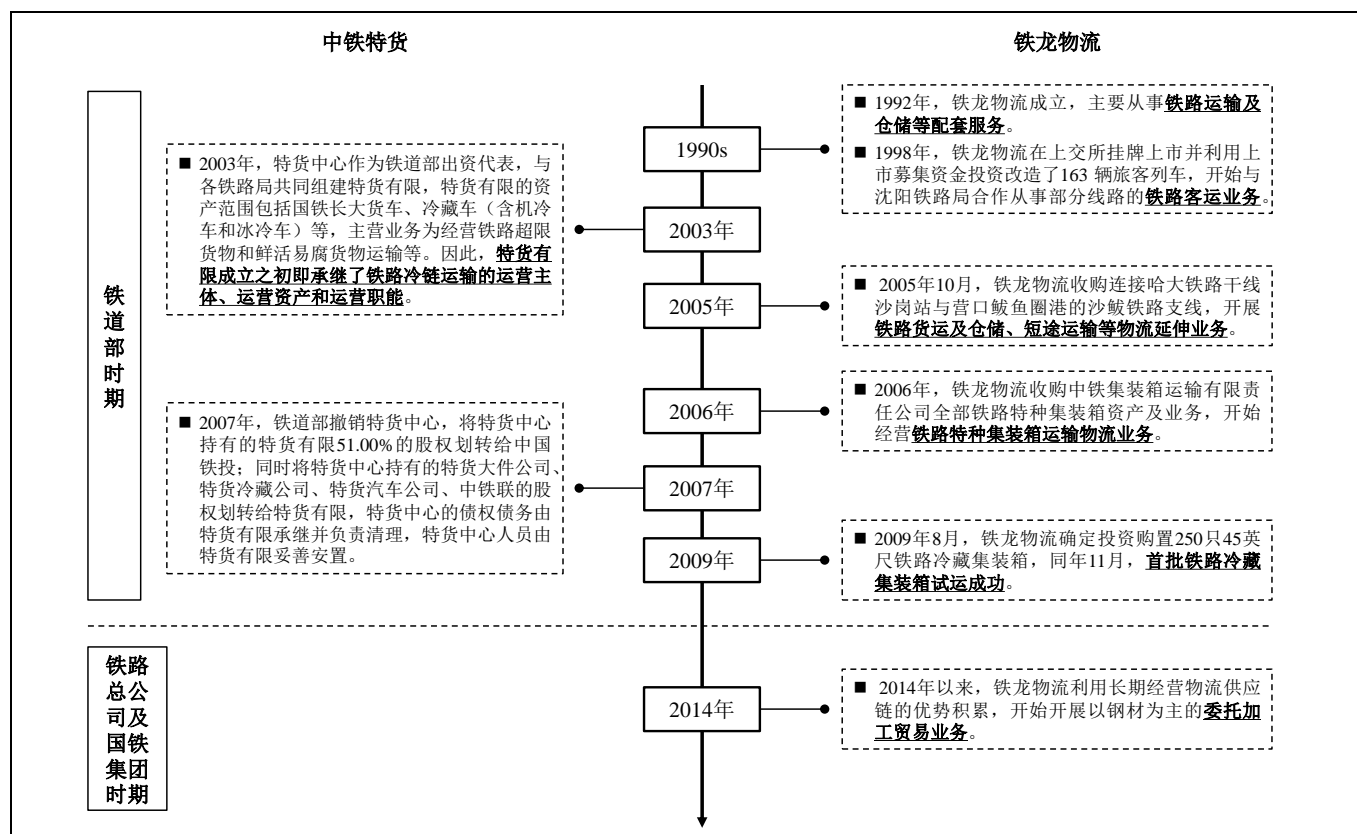 中铁特货
铁龙物流
铁道部时期
1990s
■ 1992年，铁龙物流成立，主要从事铁路运输及
仓储等配套服务。
■ 1998年，铁龙物流在上交所挂牌上市并利用上
市募集资金投资改造了163 辆旅客列车，开始与
沈阳铁路局合作从事部分线路的铁路客运业务。
■ 2003年，特货中心作为铁道部出资代表，与
各铁路局共同组建特货有限，特货有限的资
产范围包括国铁长大货车、冷藏车（含机冷
车和冰冷车）等，主营业务为经营铁路超限
货物和鲜活易腐货物运输等。因此，特货有
限成立之初即承继了铁路冷链运输的运营主
体、运营资产和运营职能。
2003年
2005年
■ 2005年10月，铁龙物流收购连接哈大铁路干线
沙岗站与营口鲅鱼圈港的沙鲅铁路支线，开展
铁路货运及仓储、短途运输等物流延伸业务。
2006年
■ 2006年，铁龙物流收购中铁集装箱运输有限责
任公司全部铁路特种集装箱资产及业务，开始
经营铁路特种集装箱运输物流业务。
■ 2007年，铁道部撤销特货中心，将特货中心
持有的特货有限51.00%的股权划转给中国
铁投；同时将特货中心持有的特货大件公司、
特货冷藏公司、特货汽车公司、中铁联的股
权划转给特货有限，特货中心的债权债务由
特货有限承继并负责清理，特货中心人员由
特货有限妥善安置。
2007年
2009年
■ 2009年8月，铁龙物流确定投资购置250只45英
尺铁路冷藏集装箱，同年11月，首批铁路冷藏
集装箱试运成功。
铁路
总公
司及
国铁
集团
时期
2014年
■ 2014年以来，铁龙物流利用长期经营物流供应
链的优势积累，开始开展以钢材为主的委托加
工贸易业务。